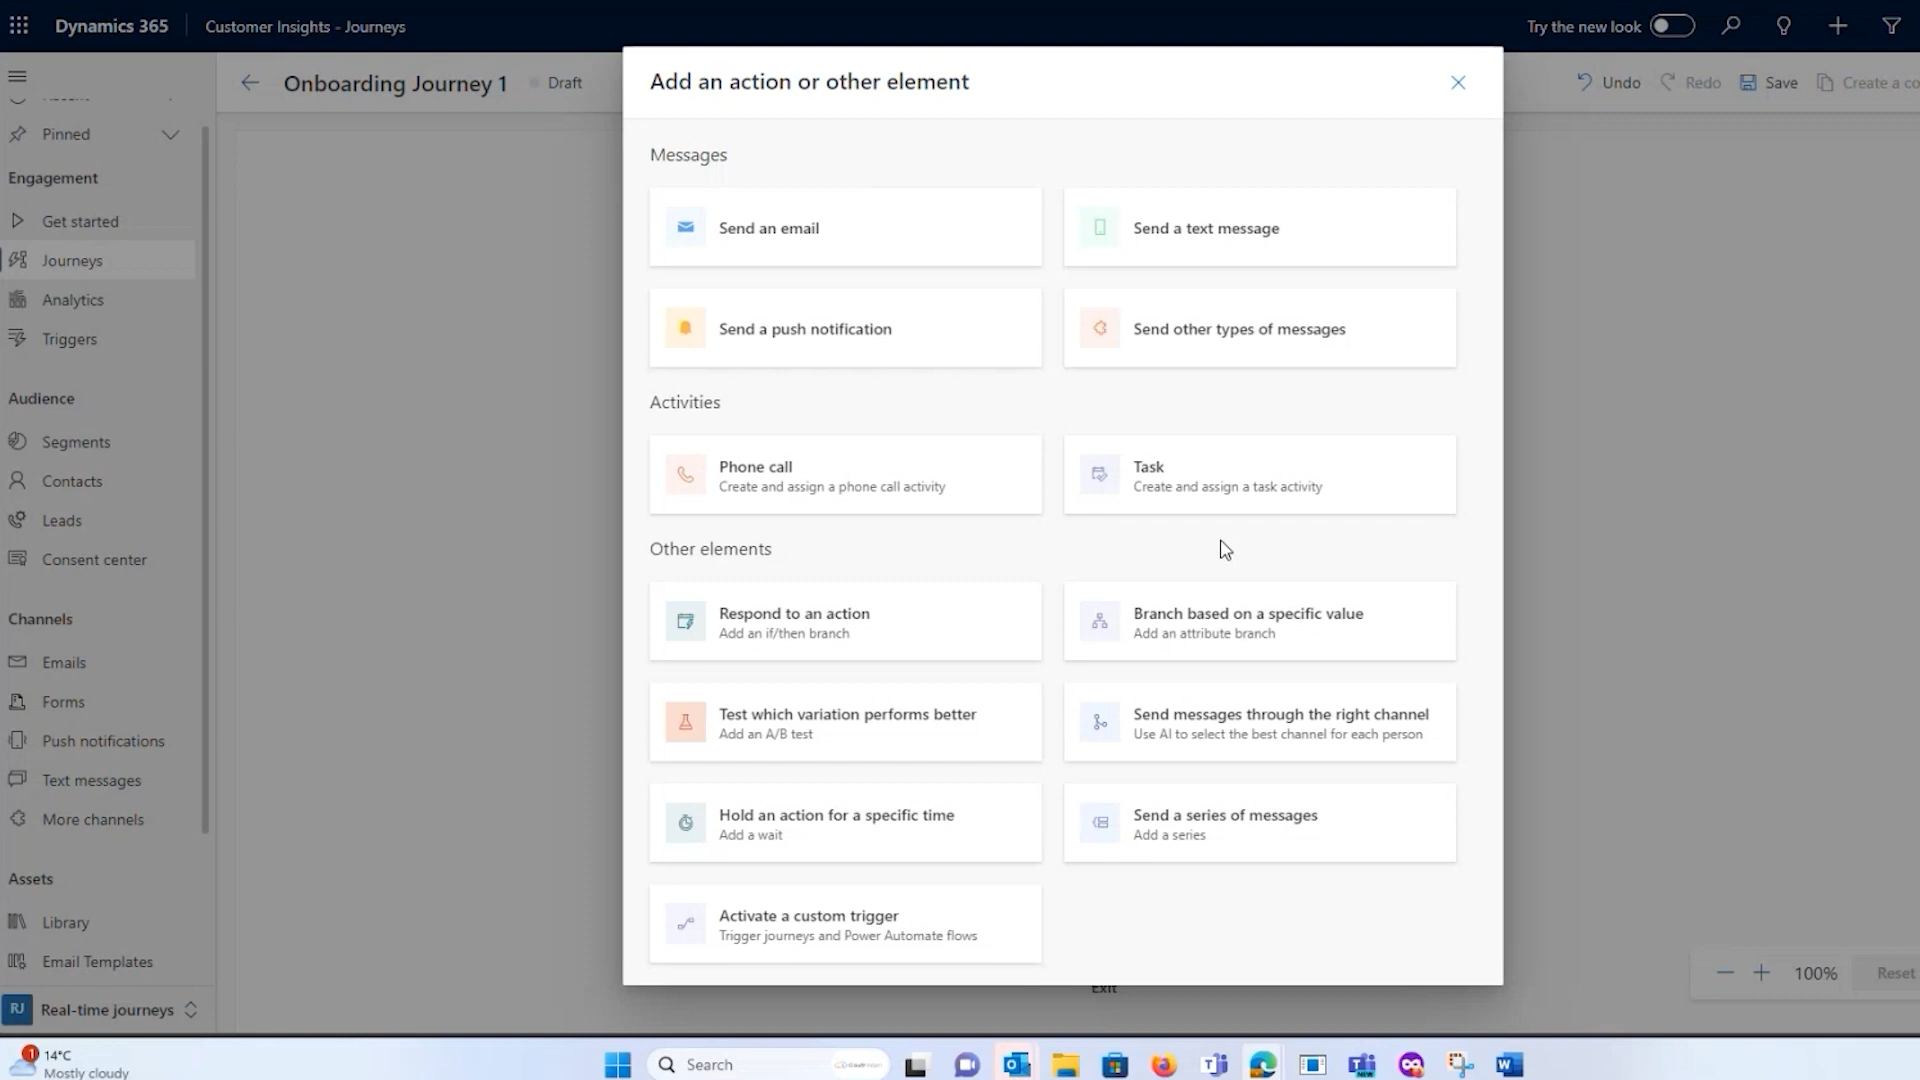 Dynamics 365
Customer Insights - Journeys
Try the new look
Onboarding Journey 1
Draft
Undo
Redo
Save
Create a co
Pinned
Engagement
Get started
Journeys
Analytics
Triggers
Audience
Segments
Contacts
Leads
Consent center
Channels
Emails
Forms
Push notifications
Text messages
More channels
Assets
Library
Email Templates
RJ
Real-time journeys
Add an action or other element
Messages
Send an email
Send a text message
Send a push notification
Send other types of messages
Activities
Phone call
Create and assign a phone call activity
Task
Create and assign a task activity
Other elements
Respond to an action
Add an if/then branch
Branch based on a specific value
Add an attribute branch
Test which variation performs better
Add an A/B test
Send messages through the right channel
Use AI to select the best channel for each person
Hold an action for a specific time
Add a wait
Send a series of messages
Add a series
Activate a custom trigger
Trigger journeys and Power Automate flows
Exit
100%
Reset
1
14°C
Mostly cloudy
Search
NEW